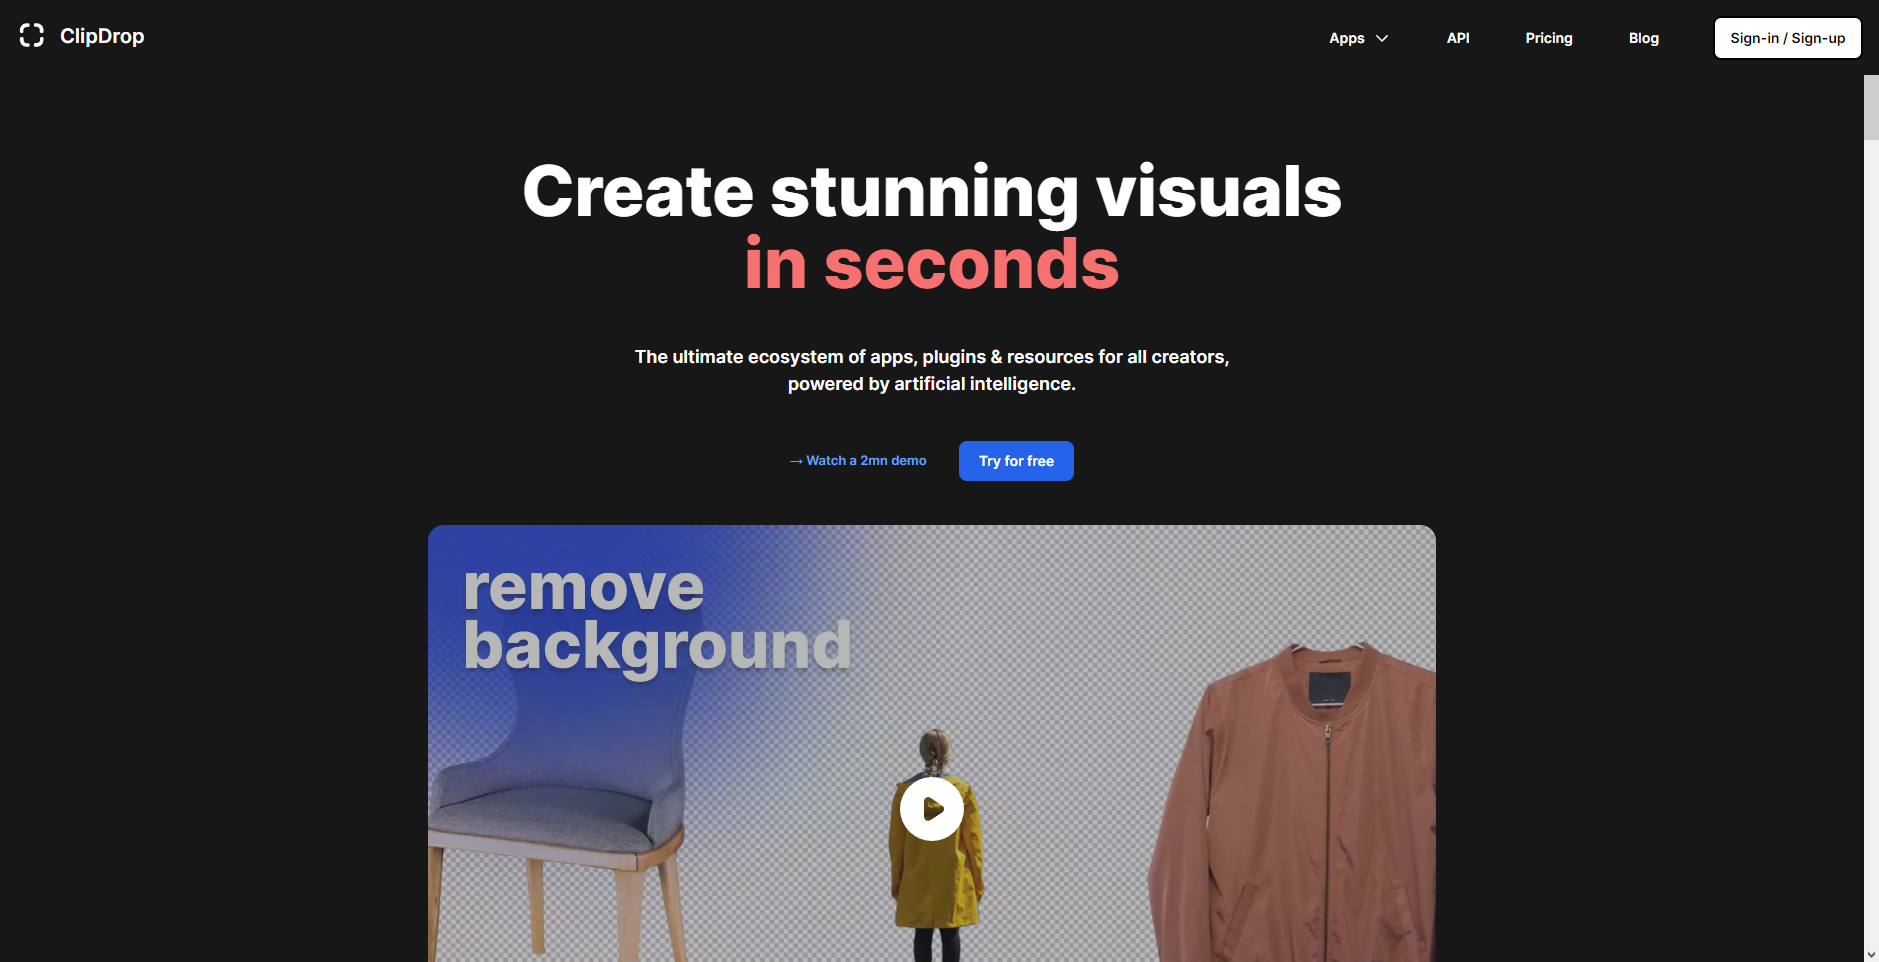 ClipDrop
Apps
API
Pricing
Blog
Sign-in / Sign-up
Create stunning visuals
in seconds
The ultimate ecosystem of apps, plugins & resources for all creators,
powered by artificial intelligence.
→ Watch a 2mn demo
Try for free
remove
background